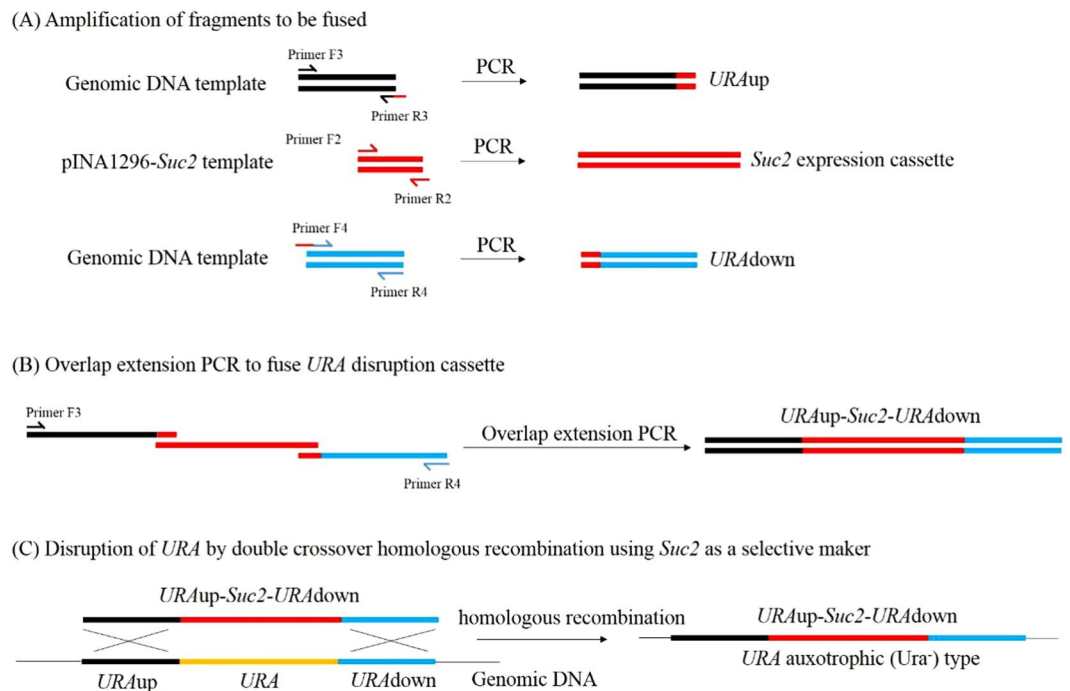 (A) Amplification of fragments to be fused
Primer F3
Genomic DNA template
PCR
URAup
Primer R3
Primer F2
pINA1296-Suc2 template
PCR
Suc2 expression cassette
Primer R2
Primer F4
Genomic DNA template
PCR
URAdown
Primer R4
(B) Overlap extension PCR to fuse URA disruption cassette
Primer F3
Overlap extension PCR
URAup-Suc2-URAdown
Primer R4
(C) Disruption of URA by double crossover homologous recombination using Suc2 as a selective maker
URAup-Suc2-URAdown
homologous recombination
URAup-Suc2-URAdown
URA auxotrophic (Ura-) type
URAup
URA
URAdown
Genomic DNA